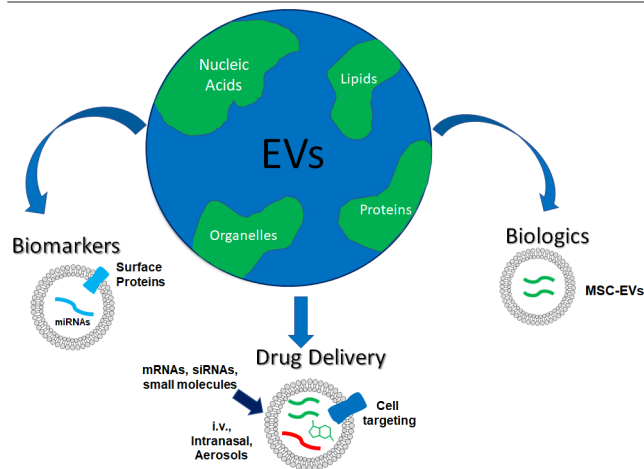 Nucleic
Acids
Lipids
EVs
Organelles
Proteins
Biomarkers
Surface
Proteins
miRNAs
Biologics
MSC-EVs
Drug Delivery
mRNAs, siRNAs,
small molecules
i.v.,
Intranasal,
Aerosols
Cell
targeting